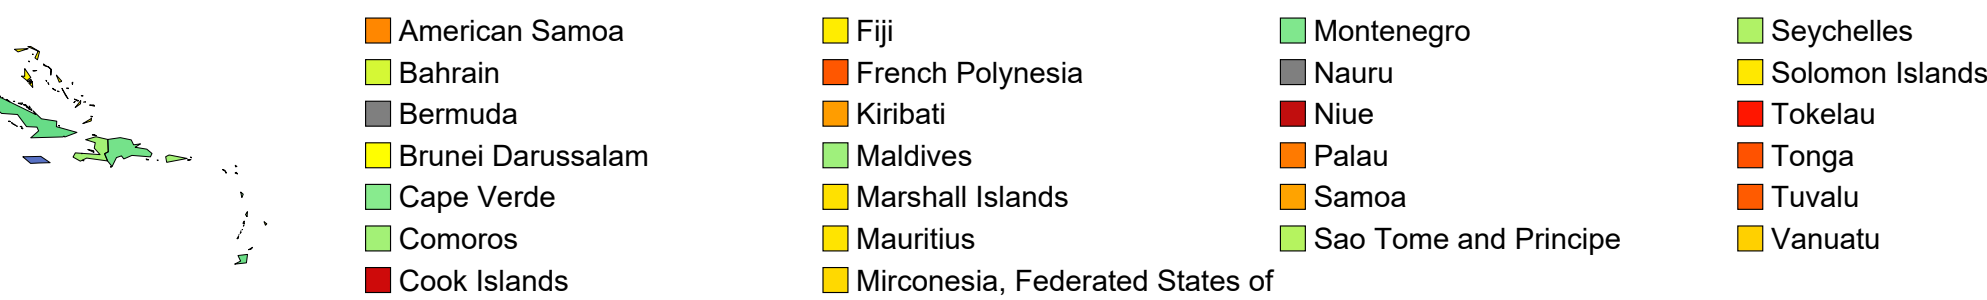 American Samoa
Bahrain
Bermuda
Brunei Darussalam
Cape Verde
Comoros
Cook Islands
Fiji
French Polynesia
Kiribati
Maldives
Marshall Islands
Mauritius
Mirconesia, Federated States of
Montenegro
Nauru
Niue
Palau
Samoa
Sao Tome and Principe
Seychelles
Solomon Islands
Tokelau
Tonga
Tuvalu
Vanuatu